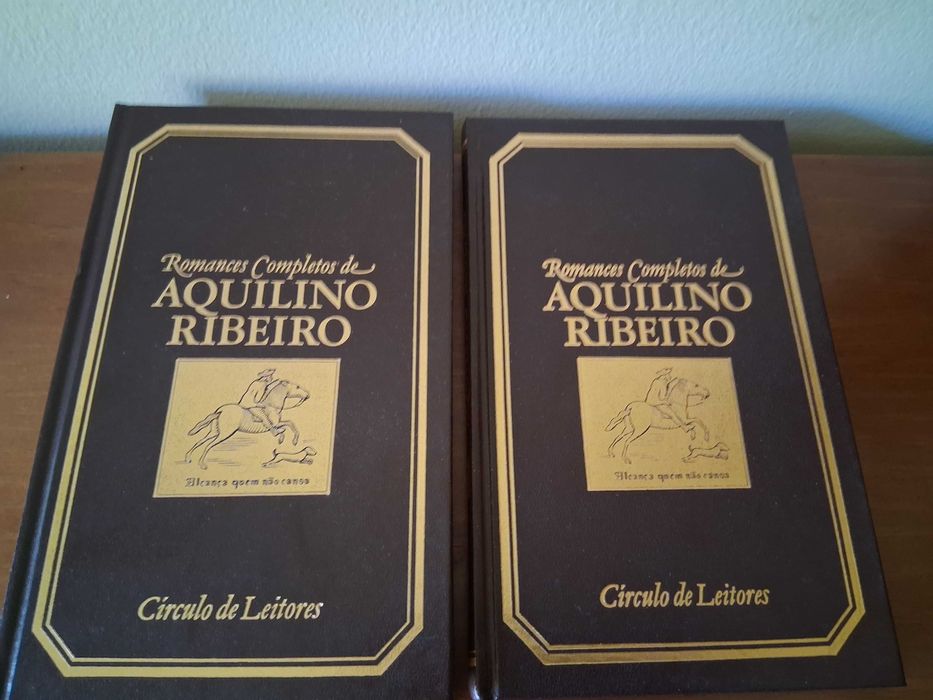 Romances Completos de
AQUILINO
RIBEIRO
Alcança quem não cansa
Círculo de Leitores
Romances Completos de
AQUILINO
RIBEIRO
Alcança quem não cansa
Círculo de Leitores